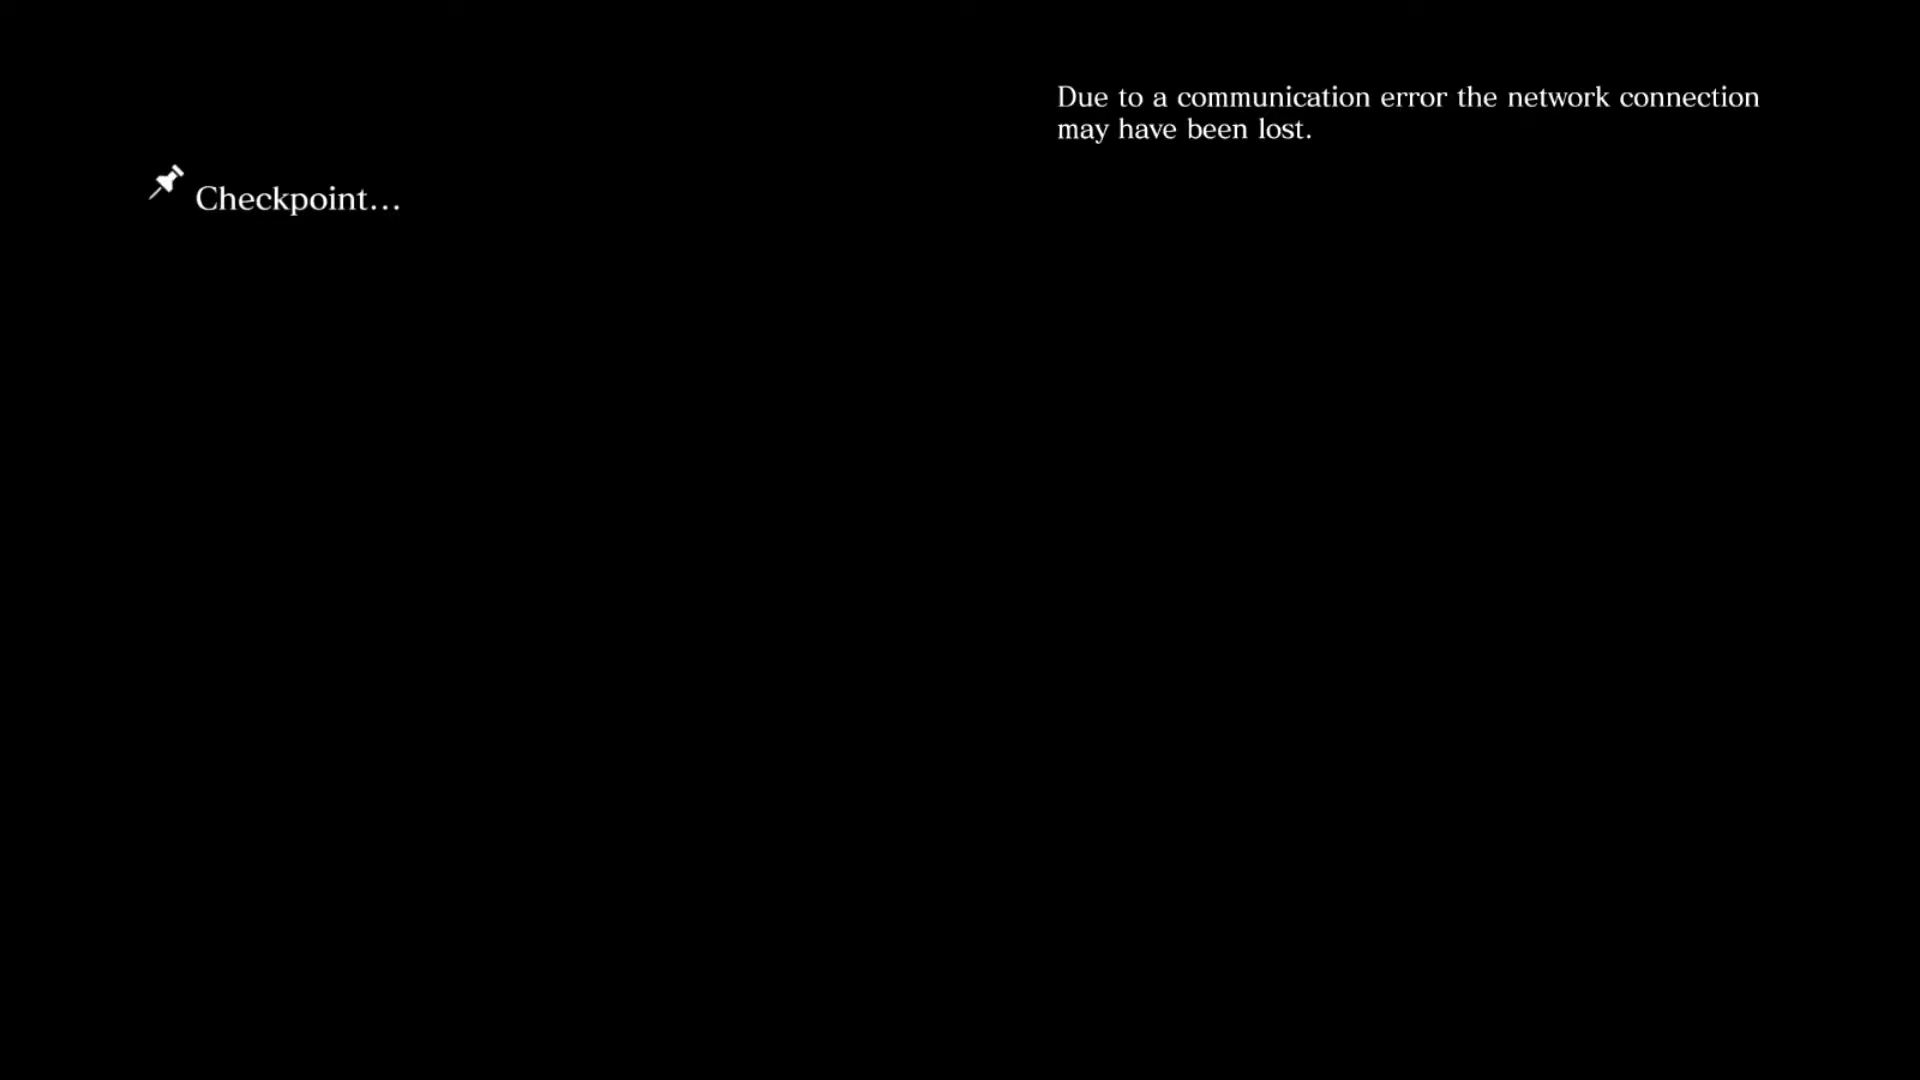 Due to a communication error the network connection
may have been lost.
Checkpoint...